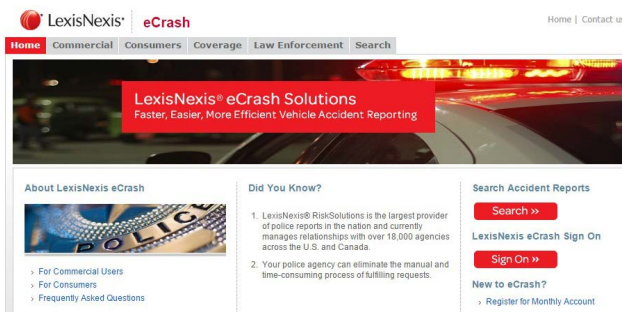 LexisNexis® eCrash
Home | Contact u
Home Commercial Consumers Coverage Law Enforcement Search
LexisNexis® eCrash Solutions
Faster, Easier, More Efficient Vehicle Accident Reporting
About LexisNexis eCrash
POLIC
› For Commercial Users
› For Consumers
› Frequently Asked Questions
Did You Know?
1. LexisNexis® RiskSolutions is the largest provider
of police reports in the nation and currently
manages relationships with over 18,000 agencies
across the U.S. and Canada.
2. Your police agency can eliminate the manual and
time-consuming process of fulfilling requests.
Search Accident Reports
Search »
LexisNexis eCrash Sign On
Sign On »
New to eCrash?
› Register for Monthly Account